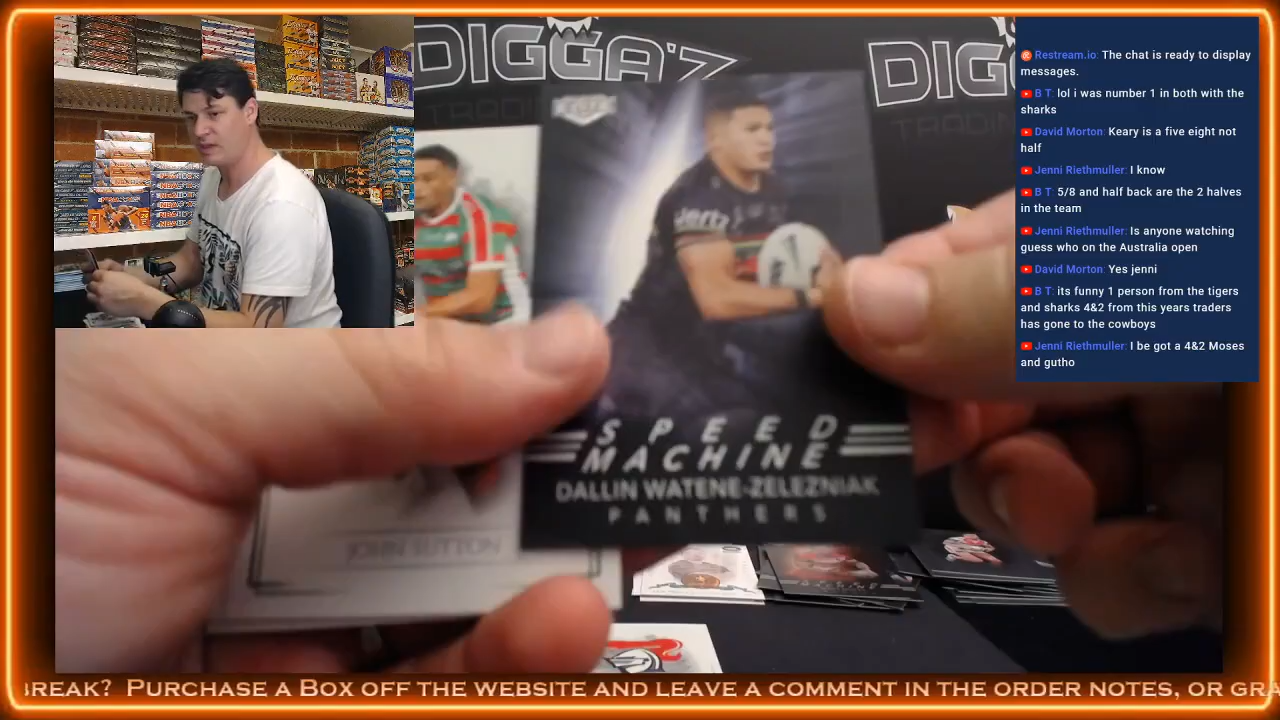 DIGGA'Z
DIG
TRADIN
Restream.io: The chat is ready to display
messages.
B T: lol i was number 1 in both with the
sharks
David Morton: Keary is a five eight not
half
Jenni Riethmuller: I know
B T: 5/8 and half back are the 2 halves
in the team
Jenni Riethmuller: Is anyone watching
guess who on the Australia open
David Morton: Yes jenni
B T: its funny 1 person from the tigers
and sharks 4&2 from this years traders
has gone to the cowboys
Jenni Riethmuller: I be got a 4&2 Moses
and gutho
Hertz
SPEED
MACHINE
DALLIN WATENE-ZELEZNIAK
PANTHERS
BREAK? PURCHASE A BOX OFF THE WEBSITE AND LEAVE A COMMENT IN THE ORDER NOTES, OR GRA